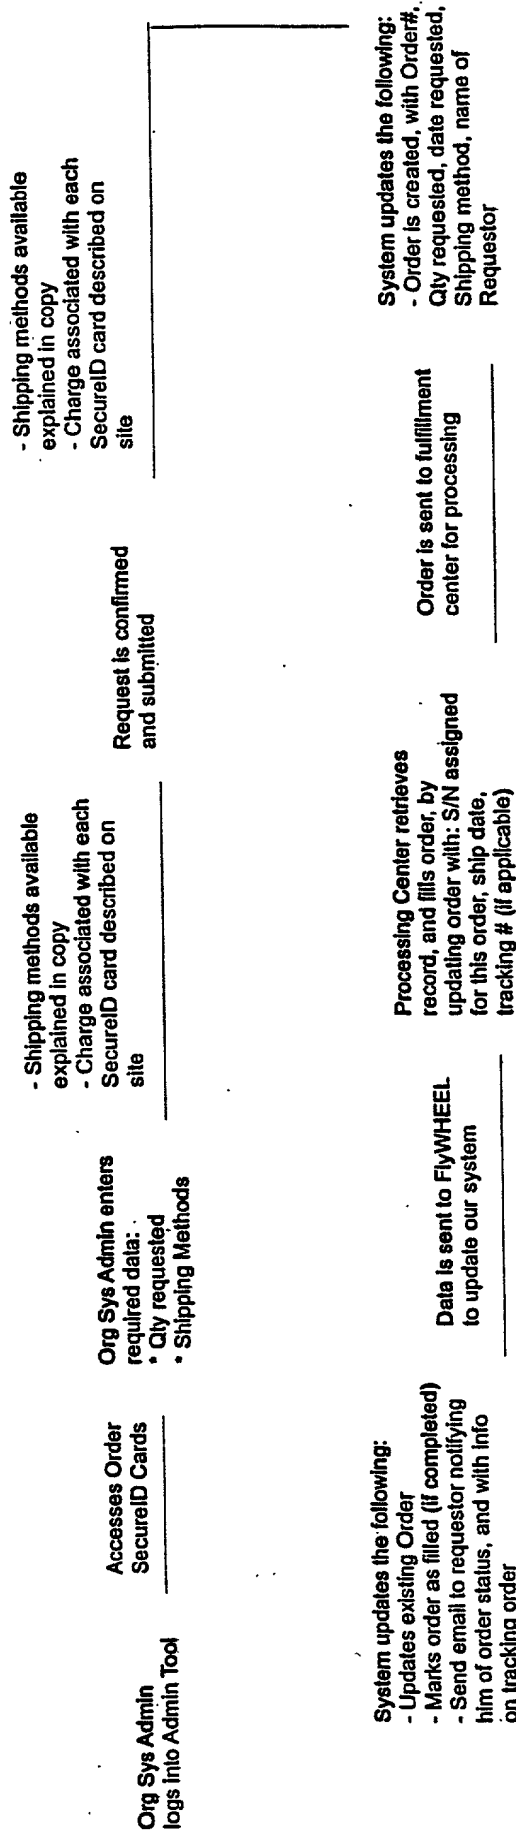 Org Sys Admin
logs into Admin Tool
Accesses Order
SecureID Cards
Org Sys Admin enters
required data:
* Qty requested
* Shipping Methods
- Shipping methods available
explained in copy
- Charge associated with each
SecureID card described on
site
Request is confirmed
and submitted
- Shipping methods available
explained in copy
- Charge associated with each
SecureID card described on
site
System updates the following:
- Order is created, with Order#,
Qty requested, date requested,
Shipping method, name of
Requestor
Order is sent to fulfillment
center for processing
Processing Center retrieves
record, and fills order, by
updating order with: S/N assigned
for this order, ship date,
tracking # (if applicable)
Data is sent to FlyWHEEL
to update our system
System updates the following:
- Updates existing Order
- Marks order as filled (if completed)
- Send email to requestor notifying
him of order status, and with info
on tracking order